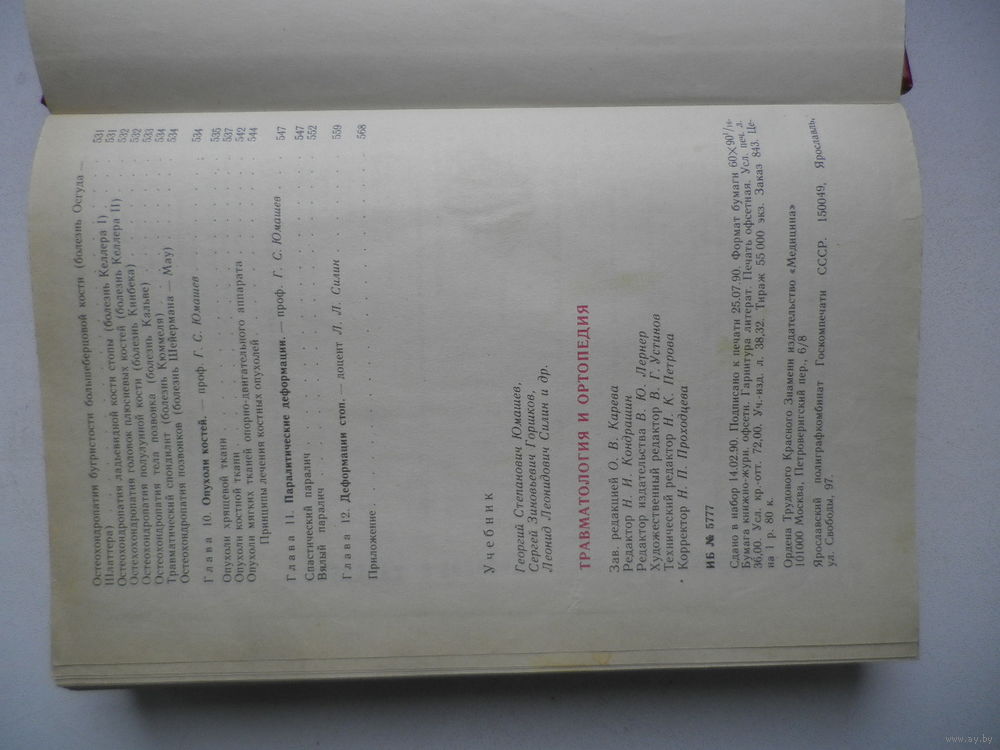 Остеохондропатия бугристости большеберцовой кости (болезнь Осгуда —
Шлаттера) . . . . . . . . 531
Остеохондропатия ладьевидной кости стопы (болезнь Келлера I) . . 531
Остеохондропатия головок плюсневых костей (болезнь Келлера II) . . 532
Остеохондропатия полулунной кости (болезнь Кинбека) . . . . 532
Остеохондропатия тела позвонка (болезнь Кальве) . . . . 533
Травматический спондилит (болезнь Кюммеля) . . . . 534
Остеохондропатия позвонков (болезнь Шейермана — Мау) . . . . 534
Глава 10. Опухоли костей. — проф. Г. С. Юмашев . . . . 534
Опухоли хрящевой ткани . . . . 535
Опухоли костной ткани . . . . 537
Опухоли мягких тканей опорно-двигательного аппарата . . . . 542
Принципы лечения костных опухолей . . . . 544
Глава 11. Паралитические деформации. — проф. Г. С. Юмашев . . 547
Спастический паралич . . . . 547
Вялый паралич . . . . 552
Глава 12. Деформации стоп. — доцент Л. Л. Силин . . . . 559
Приложение . . . . 568
Учебник
Георгий Степанович Юмашев,
Сергей Зиновьевич Горшков,
Леонид Леонидович Силин и др.
ТРАВМАТОЛОГИЯ И ОРТОПЕДИЯ
Зав. редакцией О. В. Карева
Редактор Н. И. Кондрашин
Редактор издательства В. Ю. Лернер
Художественный редактор В. Г. Устинов
Технический редактор Н. К. Петрова
Корректор Н. П. Проходцева
ИБ № 5777
Сдано в набор 14.02.90. Подписано к печати 25.07.90. Формат бумаги 60×90¹/₁₆.
Бумага книжно-журн. офсетн. Гарнитура литерат. Печать офсетная. Усл. печ. л.
36,00. Усл. кр.-отт. 72,00. Уч.-изд. л. 38,32. Тираж 55 000 экз. Заказ 843. Це-
на 1 р. 80 к.
Ордена Трудового Красного Знамени издательство «Медицина»
101000 Москва, Петроверигский пер., 6/8
Ярославский полиграфкомбинат Госкомпечати СССР. 150049, Ярославль,
ул. Свободы, 97.
www.ay.by